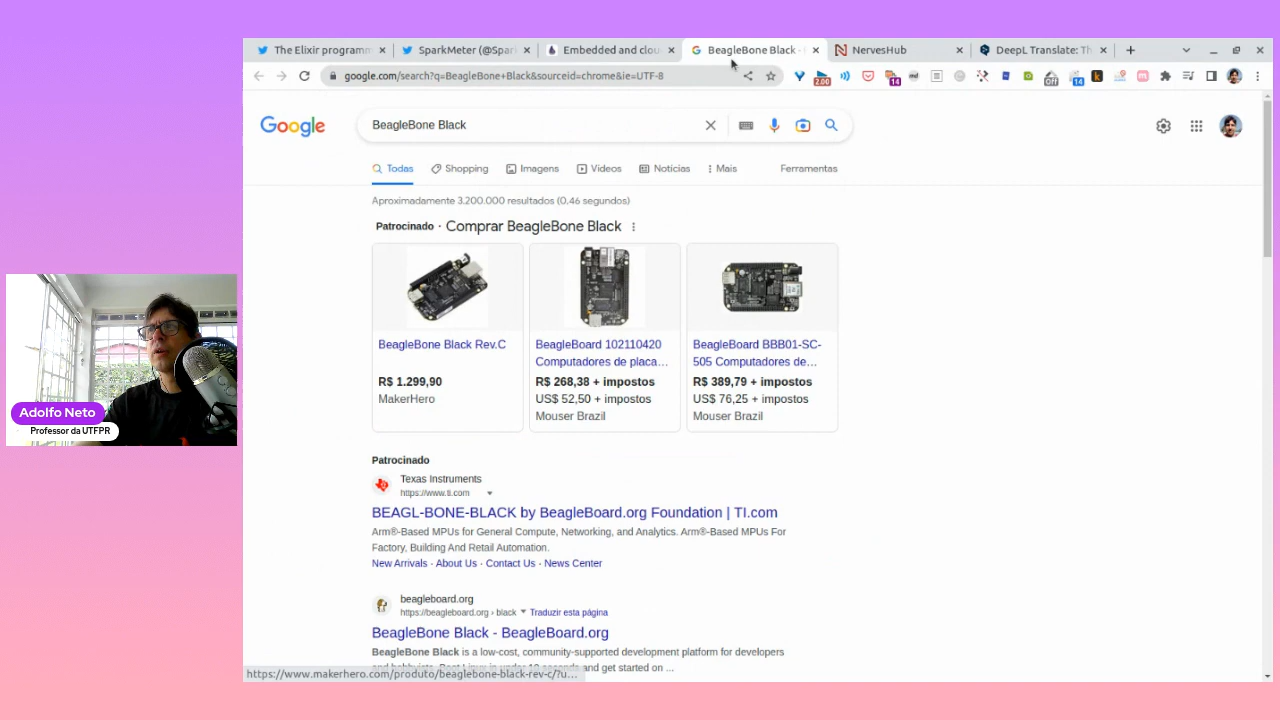 The Elixir programm
SparkMeter (@Spar
Embedded and clou
BeagleBone Black -
NervesHub
DeepL Translate: Th
google.com/search?q=BeagleBone+Black&sourceid=chrome&ie=UTF-8
2.00
14
Off
14
Google
BeagleBone Black
Todas
Shopping
Imagens
Vídeos
Notícias
Mais
Ferramentas
Aproximadamente 3.200.000 resultados (0,46 segundos)
Patrocinado · Comprar BeagleBone Black
BeagleBone Black Rev.C
R$ 1.299,90
MakerHero
BeagleBoard 102110420
Computadores de placa…
R$ 268,38 + impostos
US$ 52,50 + impostos
Mouser Brazil
BeagleBoard BBB01-SC-
505 Computadores de…
R$ 389,79 + impostos
US$ 76,25 + impostos
Mouser Brazil
Patrocinado
Texas Instruments
https://www.ti.com
BEAGL-BONE-BLACK by BeagleBoard.org Foundation | TI.com
Arm®-Based MPUs for General Compute, Networking, and Analytics. Arm®-Based MPUs For
Factory, Building And Retail Automation.
New Arrivals · About Us · Contact Us · News Center
beagleboard.org
https://beagleboard.org › black
Traduzir esta página
BeagleBone Black - BeagleBoard.org
BeagleBone Black is a low-cost, community-supported development platform for developers
and get started on ...
https://www.makerhero.com/produto/beaglebone-black-rev-c/?u...
Adolfo Neto
Professor da UTFPR